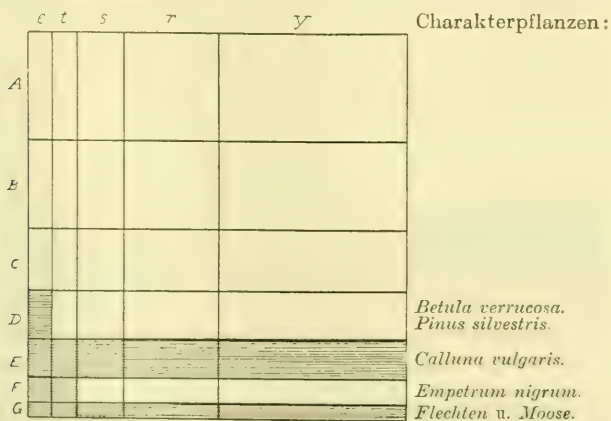 c t s r y
Charakterpflanzen:
A
B
C
D
Betula verrucosa.
Pinus silvestris.
E
Calluna vulgaris.
F
Empetrum nigrum.
G
Flechten u. Moose.